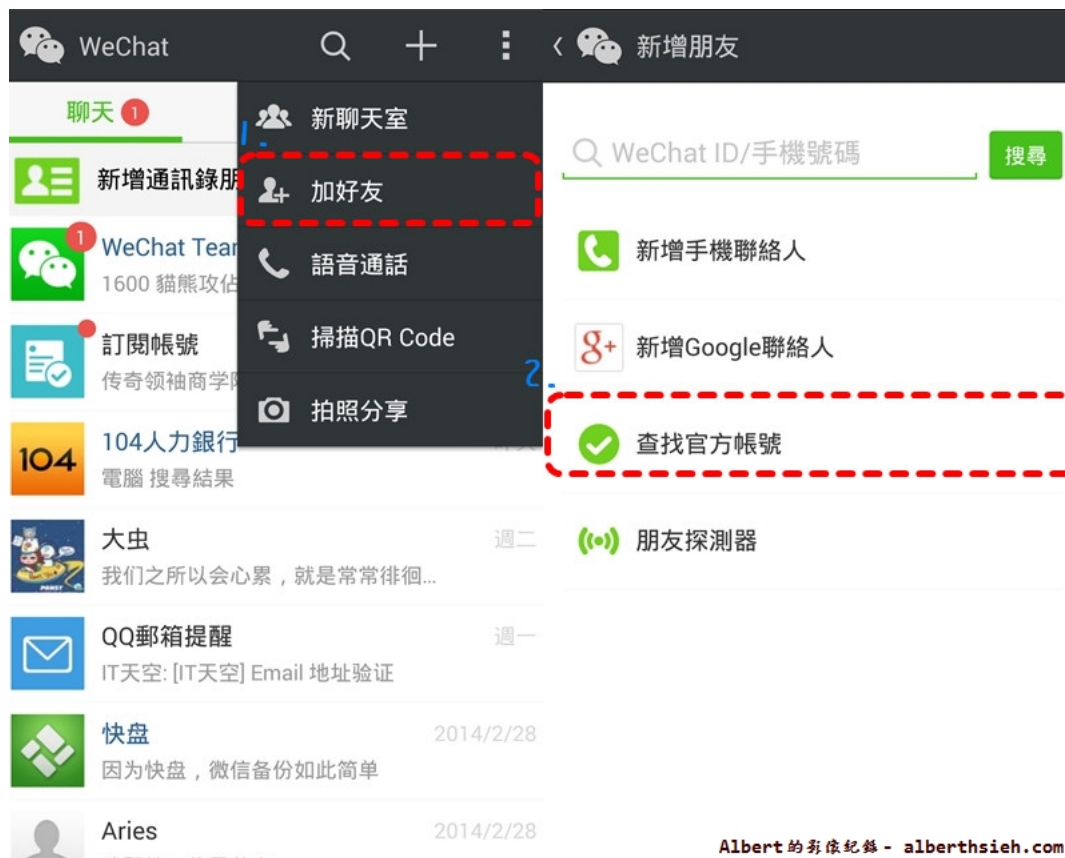 WeChat
聊天 1
新增通訊錄朋
1
WeChat Tear
1600 貓熊攻佔
訂閱帳號
传奇领袖商学
104
104人力銀行
電腦 搜尋結果
大虫
週二
我们之所以会心累,就是常常徘徊...
QQ郵箱提醒
週一
IT天空: [IT天空] Email 地址验证
快盘
2014/2/28
因为快盘,微信备份如此简单
Aries
2014/2/28
新聊天室
1.
加好友
語音通話
掃描QR Code
拍照分享
新增朋友
WeChat ID/手機號碼
搜尋
新增手機聯絡人
8+ 新增Google聯絡人
2.
查找官方帳號
朋友探測器
Albert的影像紀錄 - alberthsieh.com